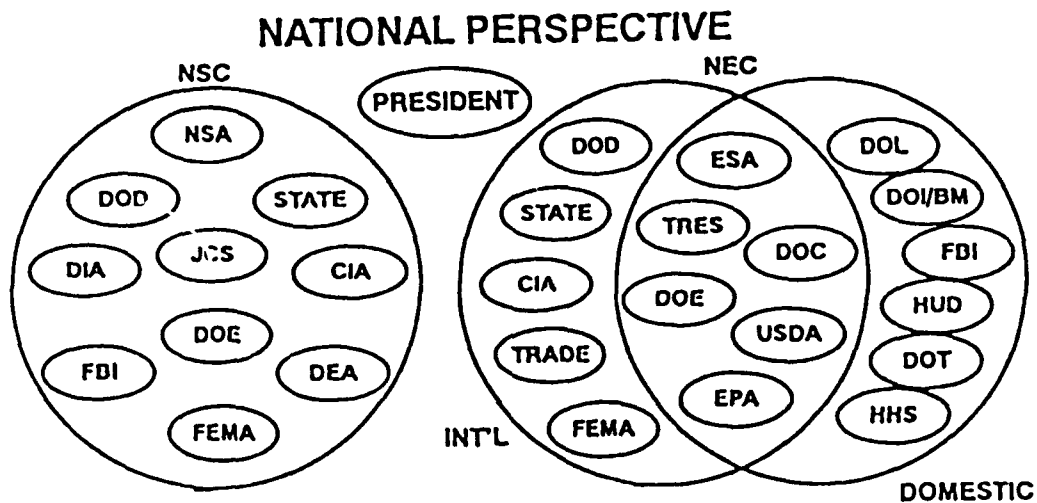 NATIONAL PERSPECTIVE
NSC
PRESIDENT
NEC
NSA
DOD
STATE
JCS
DIA
CIA
DOE
FBI
DEA
FEMA
DOD
STATE
CIA
TRADE
FEMA
INT'L
ESA
TRES
DOC
DOE
USDA
EPA
DOL
DOI/BM
FBI
HUD
DOT
HHS
DOMESTIC